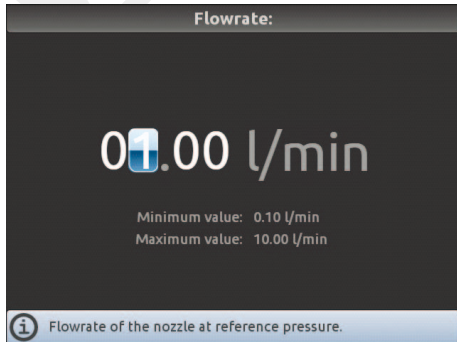 Flowrate:
01.00 l/min
Minimum value: 0.10 l/min
Maximum value: 10.00 l/min
Flowrate of the nozzle at reference pressure.